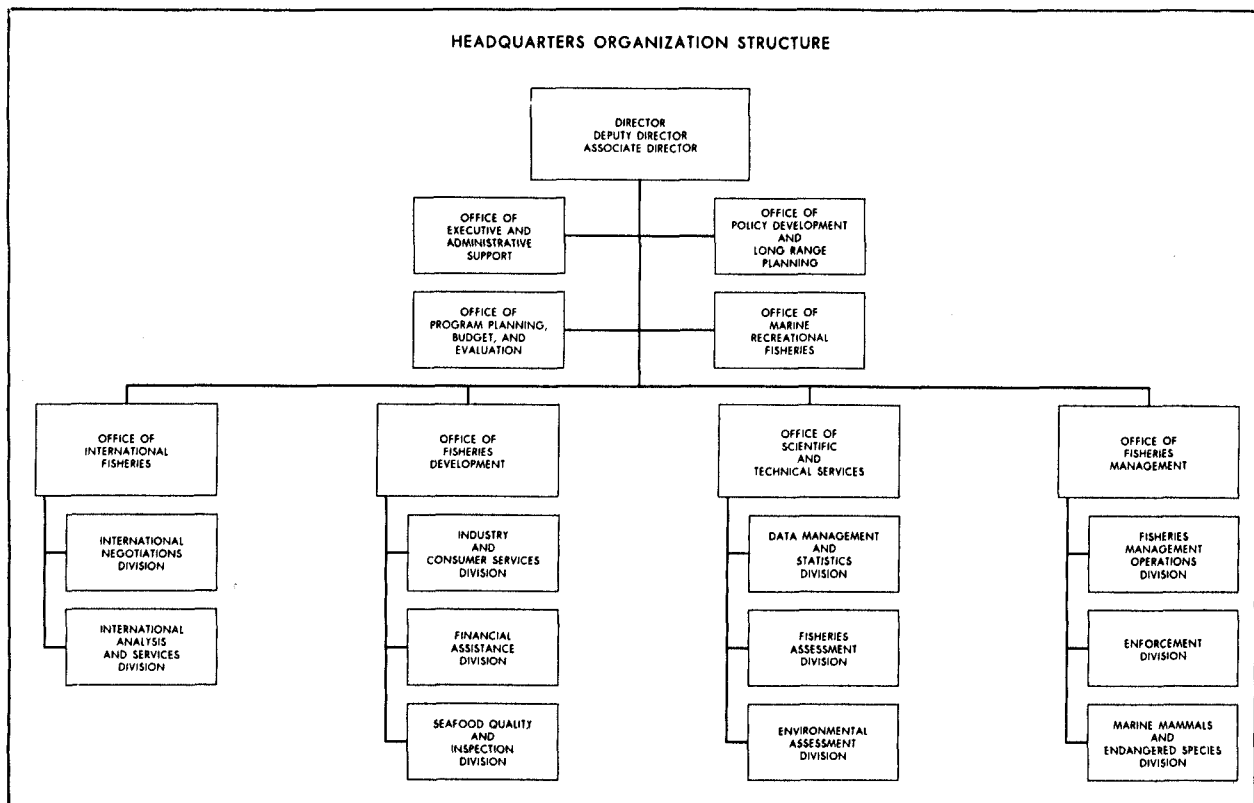 HEADQUARTERS ORGANIZATION STRUCTURE
DIRECTOR
DEPUTY DIRECTOR
ASSOCIATE DIRECTOR
OFFICE OF
EXECUTIVE AND
ADMINISTRATIVE
SUPPORT
OFFICE OF
POLICY DEVELOPMENT
AND
LONG RANGE
PLANNING
OFFICE OF
PROGRAM PLANNING,
BUDGET, AND
EVALUATION
OFFICE OF
MARINE
RECREATIONAL
FISHERIES
OFFICE OF
INTERNATIONAL
FISHERIES
OFFICE OF
FISHERIES
DEVELOPMENT
OFFICE OF
SCIENTIFIC
AND
TECHNICAL SERVICES
OFFICE OF
FISHERIES
MANAGEMENT
INTERNATIONAL
NEGOTIATIONS
DIVISION
INDUSTRY
AND
CONSUMER SERVICES
DIVISION
DATA MANAGEMENT
AND
STATISTICS
DIVISION
FISHERIES
MANAGEMENT
OPERATIONS
DIVISION
INTERNATIONAL
ANALYSIS
AND SERVICES
DIVISION
FINANCIAL
ASSISTANCE
DIVISION
FISHERIES
ASSESSMENT
DIVISION
ENFORCEMENT
DIVISION
SEAFOOD QUALITY
AND
INSPECTION
DIVISION
ENVIRONMENTAL
ASSESSMENT
DIVISION
MARINE MAMMALS
AND
ENDANGERED SPECIES
DIVISION